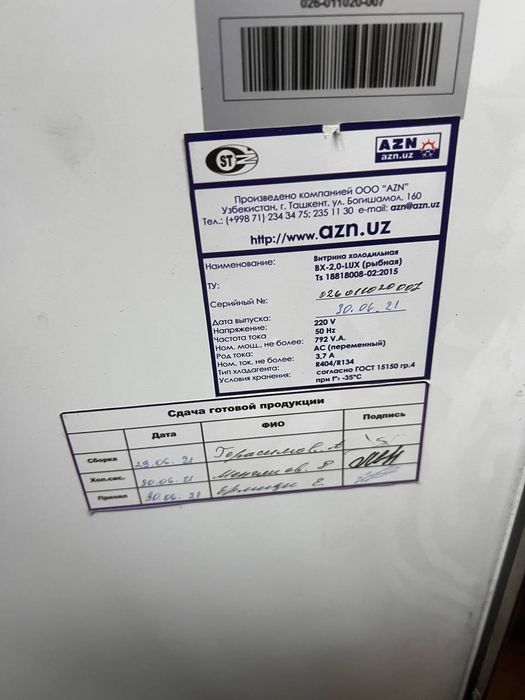 026-011020-007
ST
AZN
azn.uz
Произведено компанией ООО "AZN"
Узбекистан, г. Ташкент, ул. Богишамол, 160
Тел.: (+998 71) 234 34 75; 235 11 30 e-mail: azn@azn.uz
http://www.azn.uz
Наименование: Витрина холодильная
ВХ-2,0-LUX (рыбная)
ТУ: Ts 18818008-02:2015
Серийный №: 026011020007
Дата выпуска: 30.06.21
Напряжение: 220 V
Частота тока 50 Hz
Ном. мощ., не более: 792 V.A.
Род тока: AC (переменный)
Ном. ток, не более: 3,7 A
Тип хладагента: R404/R134
Условия хранения: согласно ГОСТ 15150 гр.4
при t° -35°C
Сдача готовой продукции
Дата ФИО Подпись
Сборка 29.06.21 Герасимов А
Хол.сис. 30.06.21
Принял 30.06.21